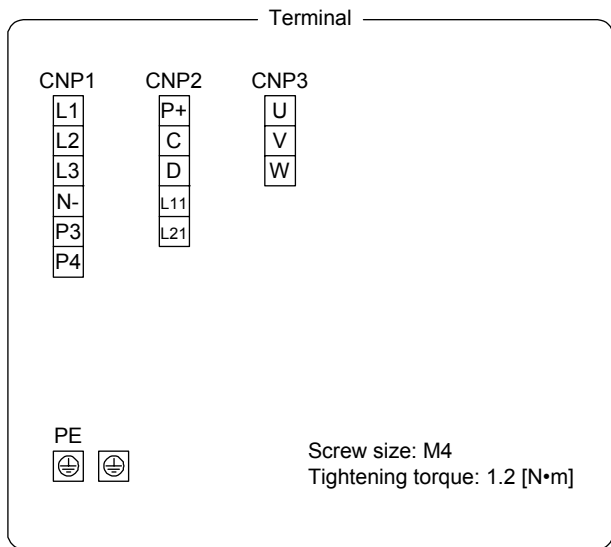 Terminal
CNP1
L1
L2
L3
N-
P3
P4
CNP2
P+
C
D
L11
L21
CNP3
U
V
W
PE
Screw size: M4
Tightening torque: 1.2 [N•m]